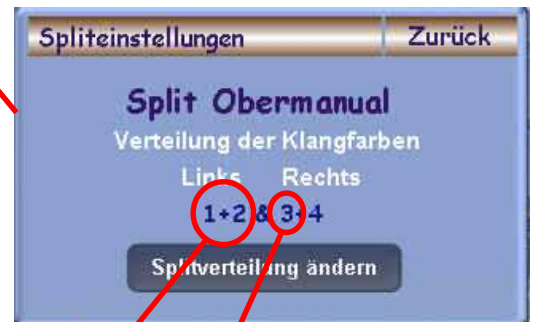 Spliteinstellungen Zurück
Split Obermanual
Verteilung der Klangfarben
Links Rechts
1+2 & 3+4
Splitverteilung ändern